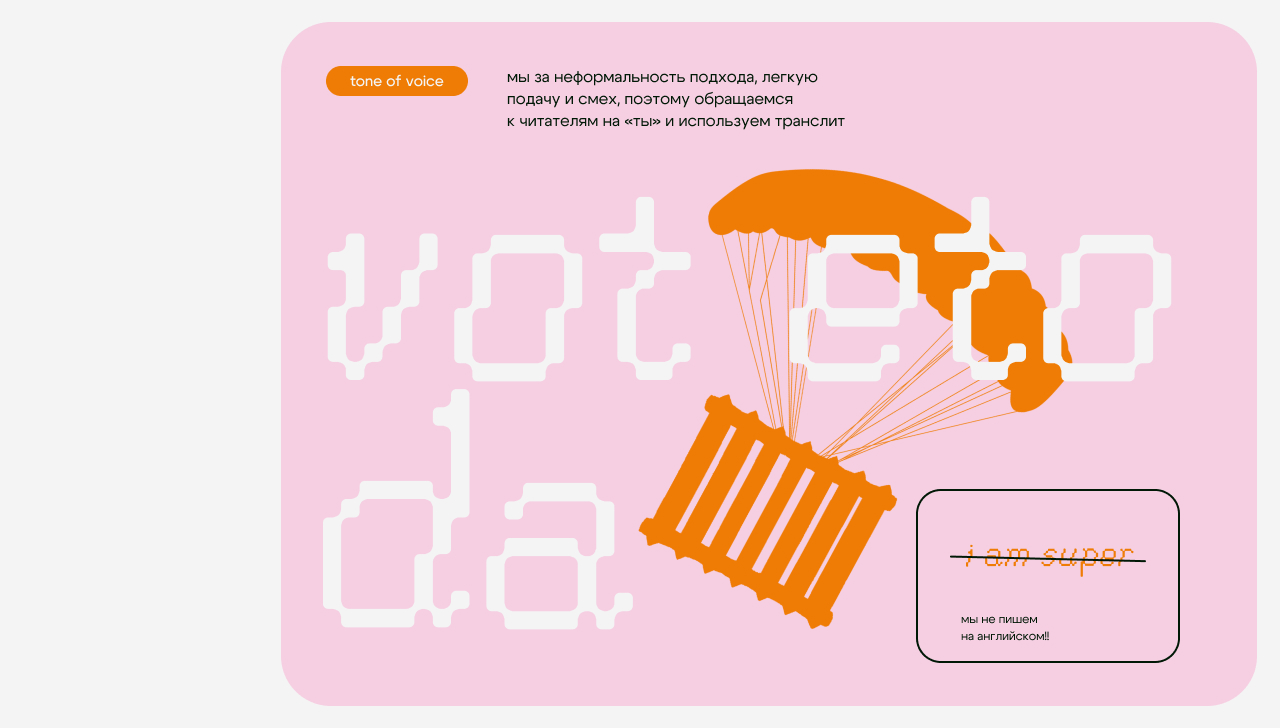 tone of voice
мы за неформальность подхода, легкую
подачу и смех, поэтому обращаемся
к читателям на «ты» и используем транслит
vot eto
da
i am super
мы не пишем
на английском!!